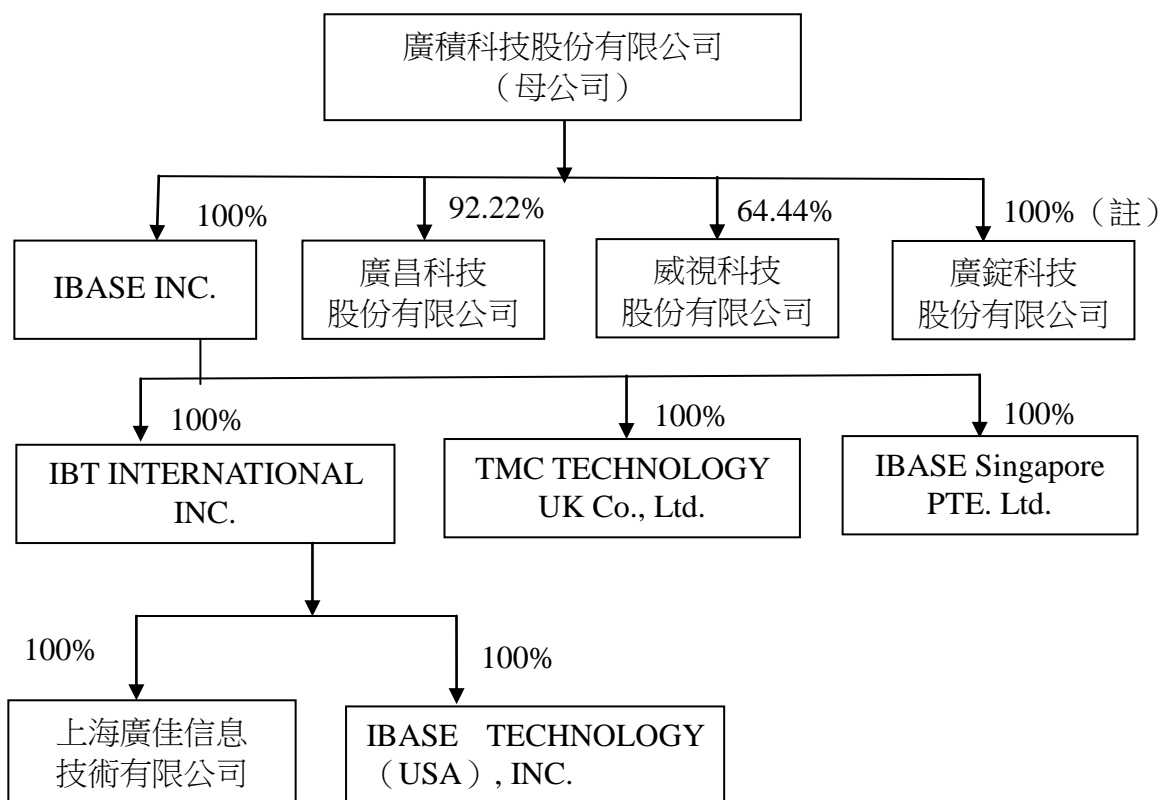 廣積科技股份有限公司
（母公司）
100%
92.22%
64.44%
100%（註）
IBASE INC.
廣昌科技
股份有限公司
威視科技
股份有限公司
廣錠科技
股份有限公司
100%
100%
100%
IBT INTERNATIONAL
INC.
TMC TECHNOLOGY
UK Co., Ltd.
IBASE Singapore
PTE. Ltd.
100%
100%
上海廣佳信息
技術有限公司
IBASE TECHNOLOGY
（USA）, INC.